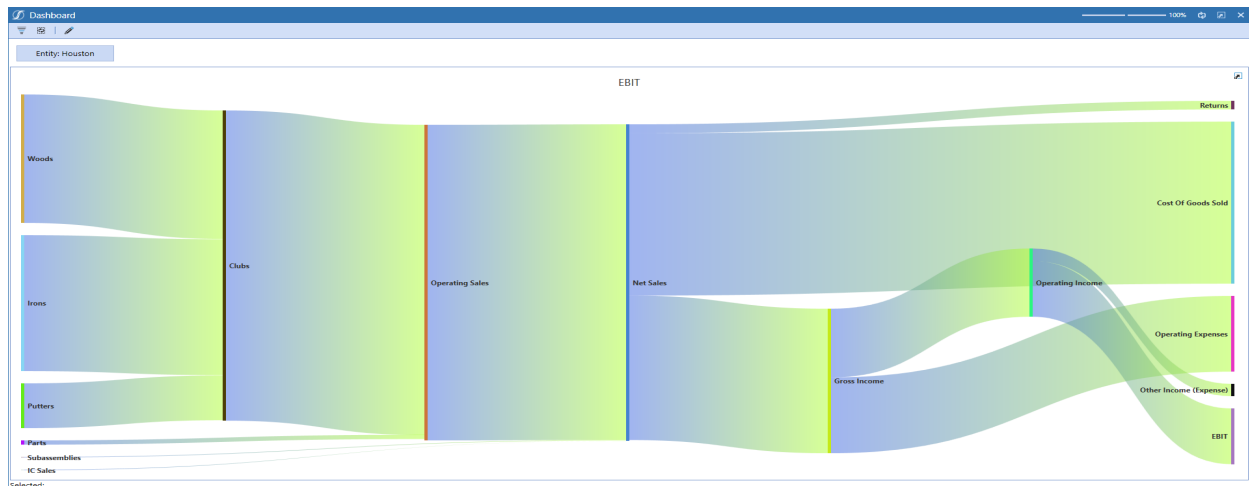 Dashboard
100%
Entity: Houston
EBIT
Returns
Woods
Cost Of Goods Sold
Clubs
Operating Sales
Net Sales
Operating Income
Irons
Operating Expenses
Gross Income
Other Income (Expense)
Putters
EBIT
Parts
Subassemblies
IC Sales
Selected: